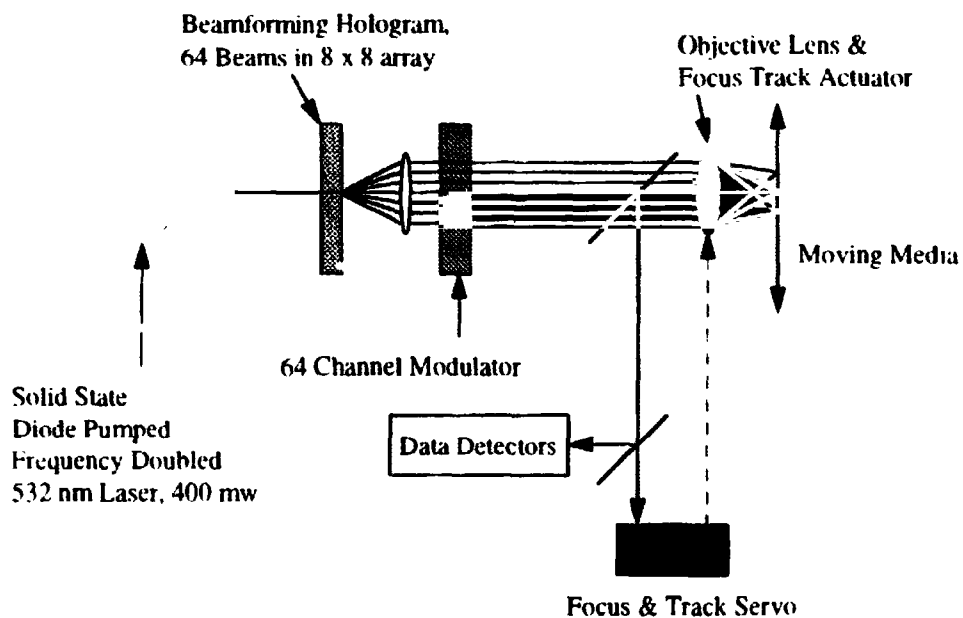 Beamforming Hologram,
64 Beams in 8 x 8 array
Objective Lens &
Focus Track Actuator
Moving Media
64 Channel Modulator
Solid State
Diode Pumped
Frequency Doubled
532 nm Laser, 400 mw
Data Detectors
Focus & Track Servo